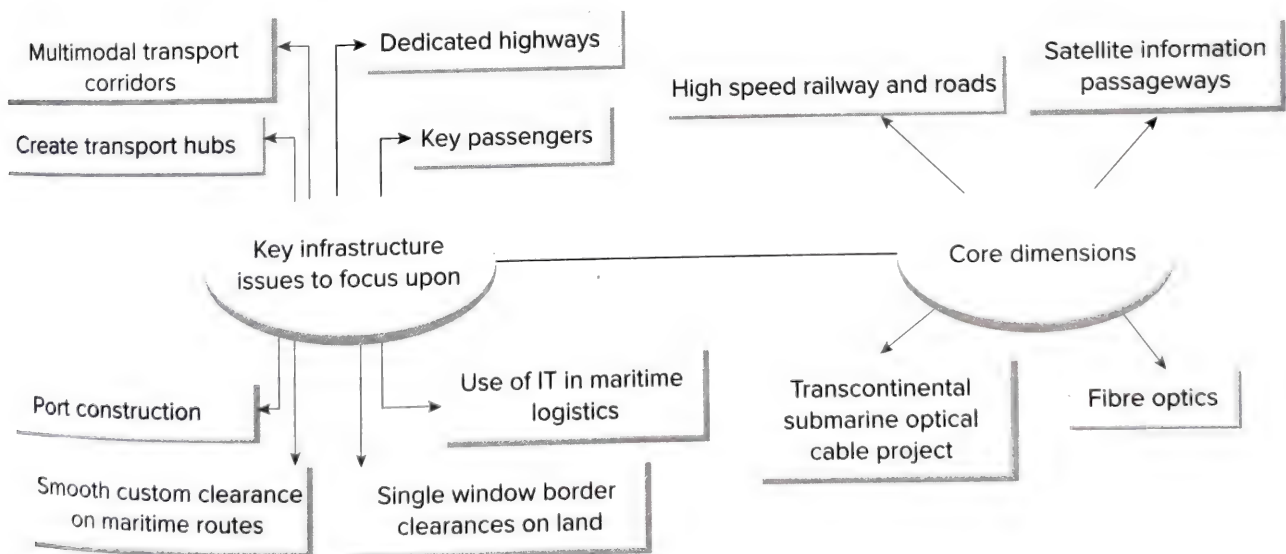 Multimodal transport
corridors
Dedicated highways
Create transport hubs
Key passengers
High speed railway and roads
Satellite information
passageways
Key infrastructure
issues to focus upon
Core dimensions
Port construction
Use of IT in maritime
logistics
Smooth custom clearance
on maritime routes
Single window border
clearances on land
Transcontinental
submarine optical
cable project
Fibre optics